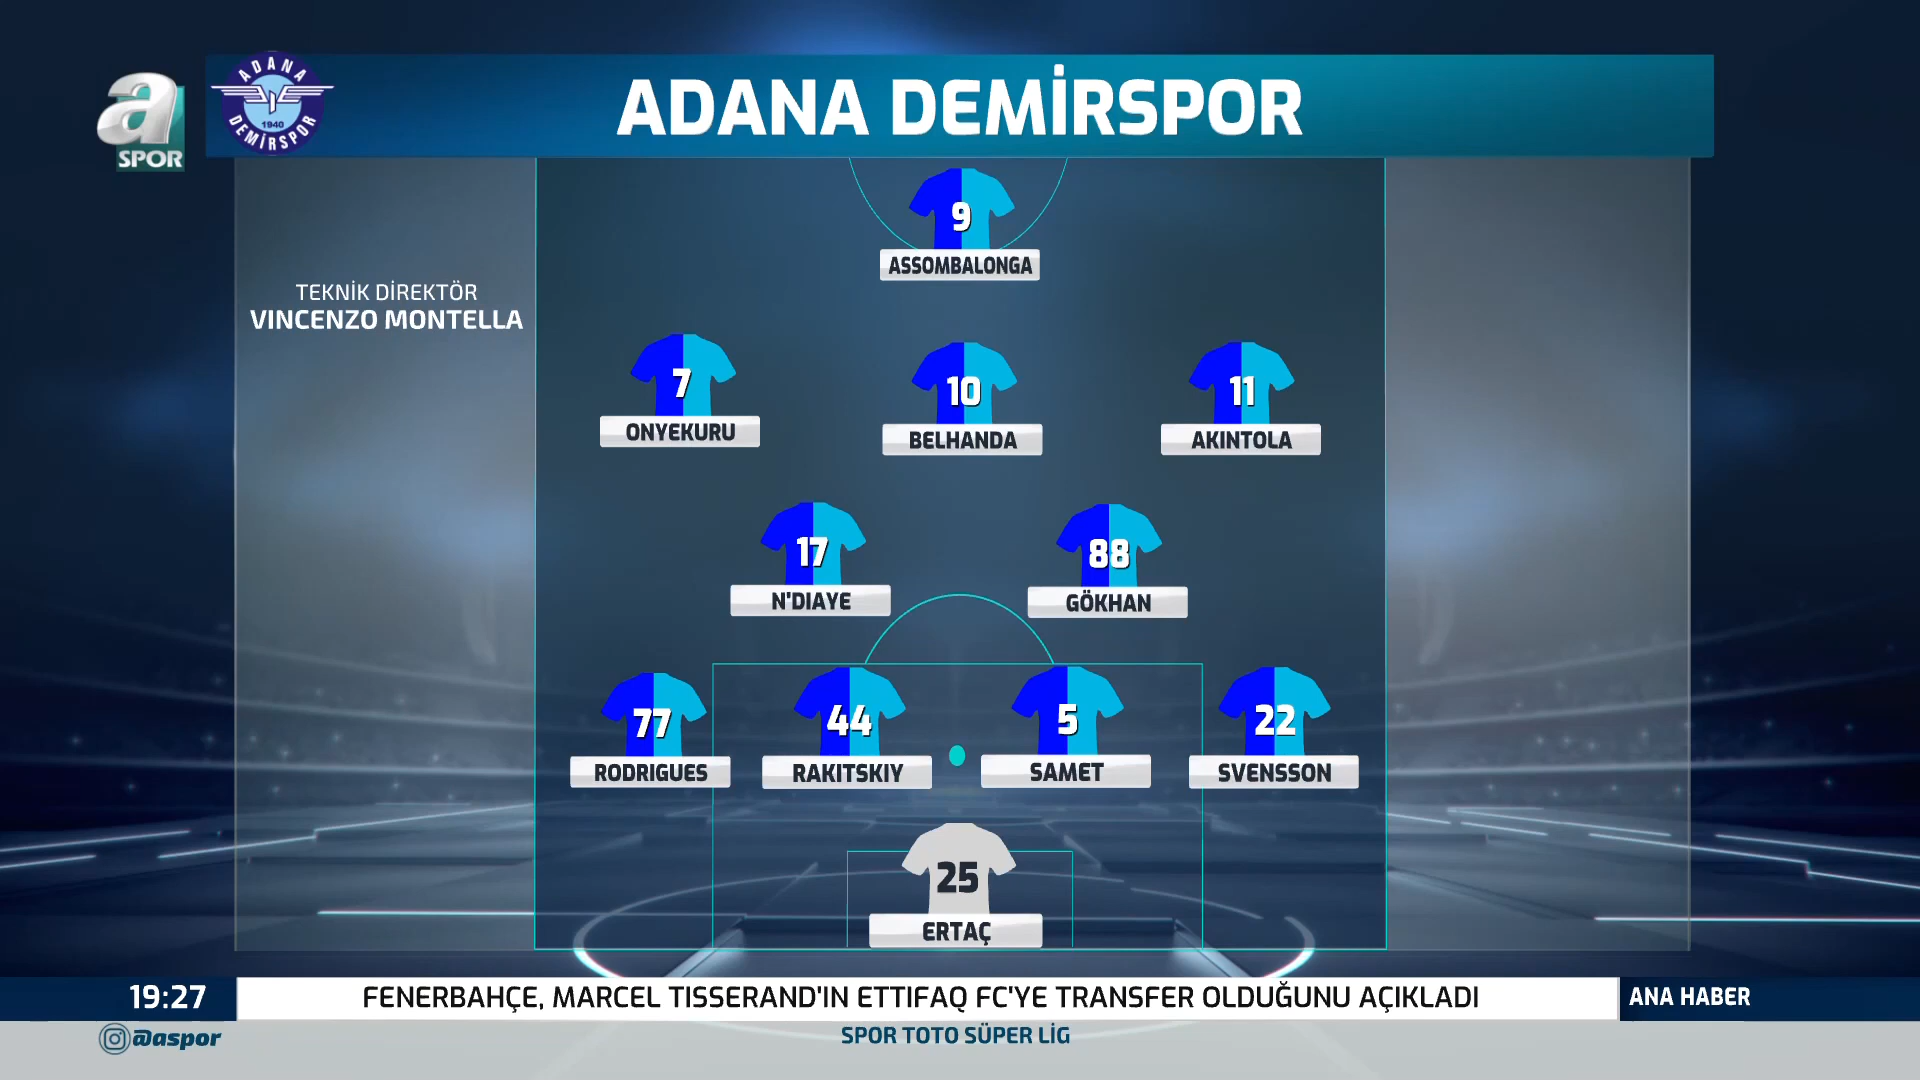 a
SPOR
ADANA
DEMİRSPOR
1940
ADANA DEMİRSPOR
TEKNİK DİREKTÖR
VINCENZO MONTELLA
9
ASSOMBALONGA
7
ONYEKURU
10
BELHANDA
11
AKINTOLA
17
N'DIAYE
88
GÖKHAN
77
RODRIGUES
44
RAKITSKIY
5
SAMET
22
SVENSSON
25
ERTAÇ
19:27
FENERBAHÇE, MARCEL TISSERAND'IN ETTIFAQ FC'YE TRANSFER OLDUĞUNU AÇIKLADI
ANA HABER
@aspor
SPOR TOTO SÜPER LİG